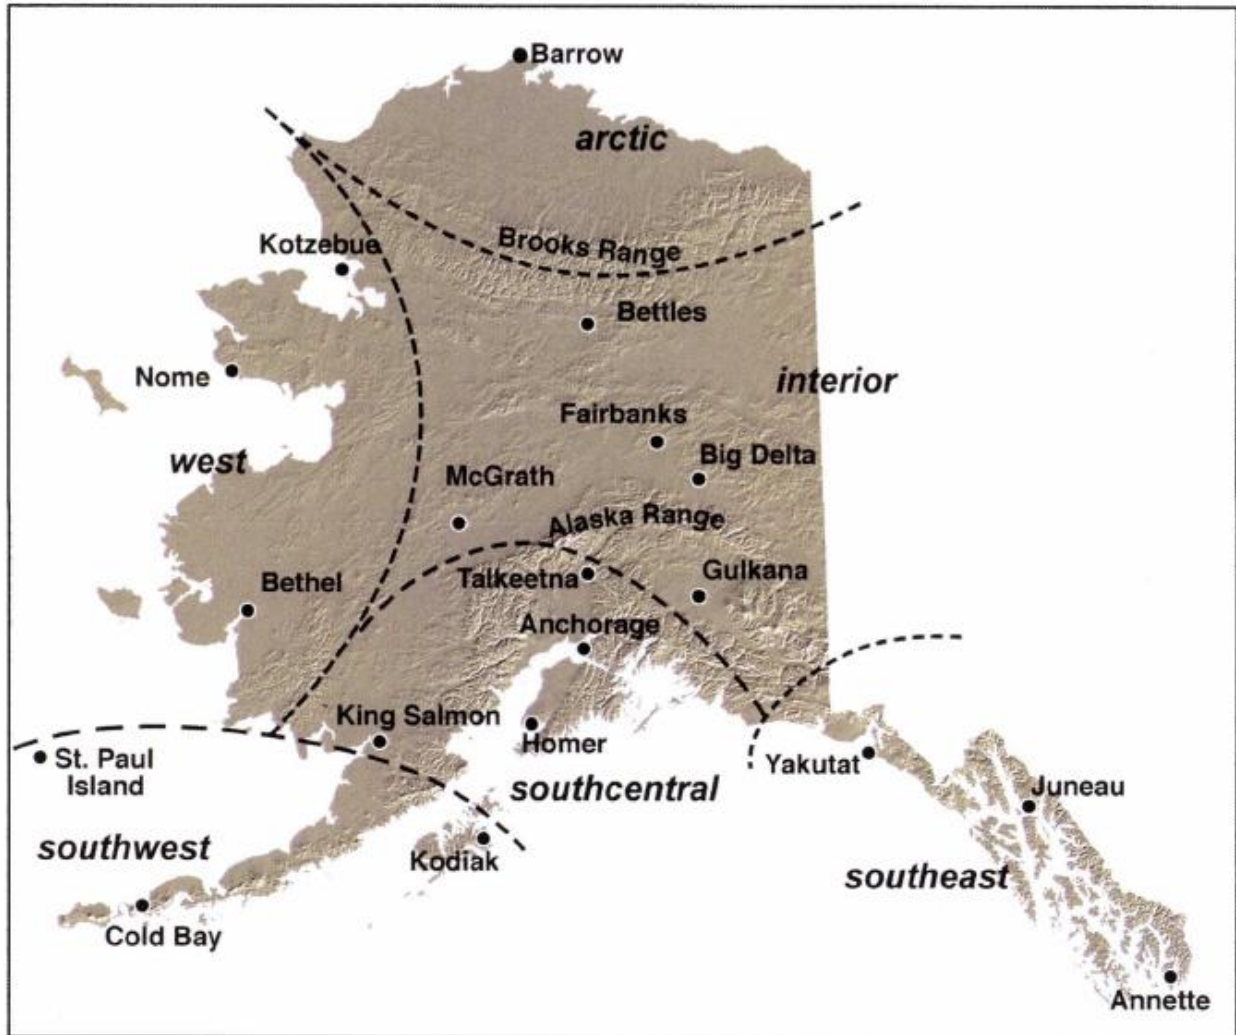 Barrow
arctic
Brooks Range
Kotzebue
Bettles
Nome
interior
Fairbanks
west
Big Delta
McGrath
Alaska Range
Talkeetna
Gulkana
Bethel
Anchorage
King Salmon
Homer
St. Paul
Island
Yakutat
southcentral
Juneau
southwest
Kodiak
southeast
Cold Bay
Annette